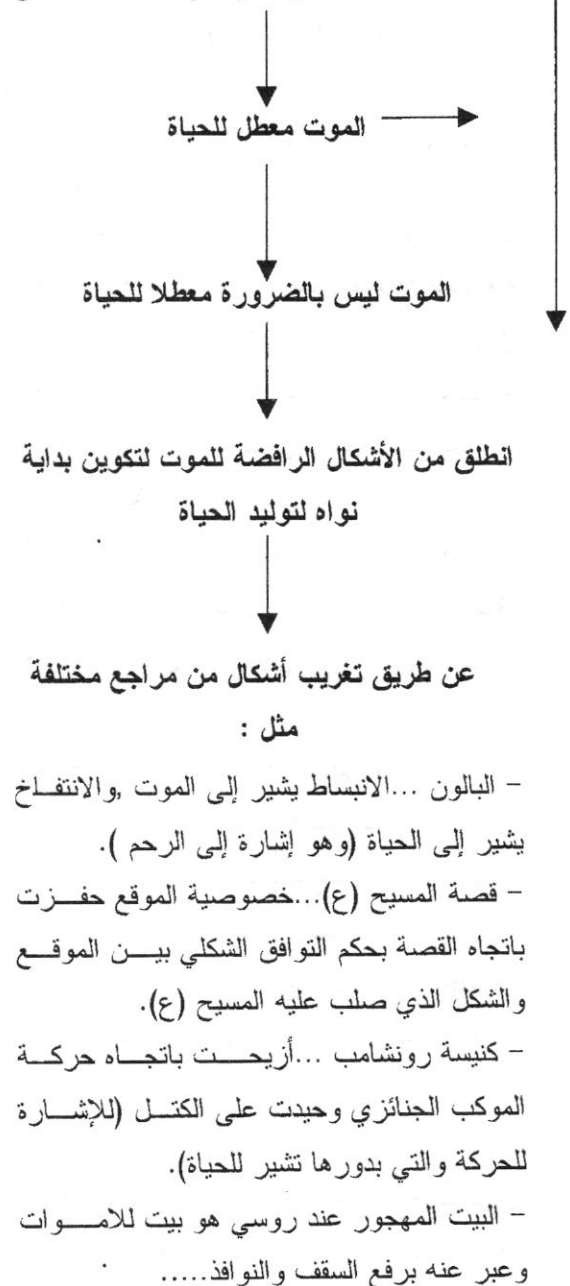 الموت معطل للحياة
الموت ليس بالضرورة معطلا للحياة
انطلق من الأشكال الرافضة للموت لتكوين بداية
نواه لتوليد الحياة
عن طريق تغريب أشكال من مراجع مختلفة
مثل :
- البالون ...الانبساط يشير إلى الموت ,والانتفاخ
يشير إلى الحياة (وهو إشارة إلى الرحم ).
- قصة المسيح (ع)...خصوصية الموقع حفزت
باتجاه القصة بحكم التوافق الشكلي بين الموقع
والشكل الذي صلب عليه المسيح (ع).
- كنيسة رونشامب ...أزيحت باتجاه حركة
الموكب الجنائزي وحيدت على الكتل (للإشارة
للحركة والتي بدورها تشير للحياة).
- البيت المهجور عند روسي هو بيت للاموات
وعبر عنه برفع السقف والنوافذ.....